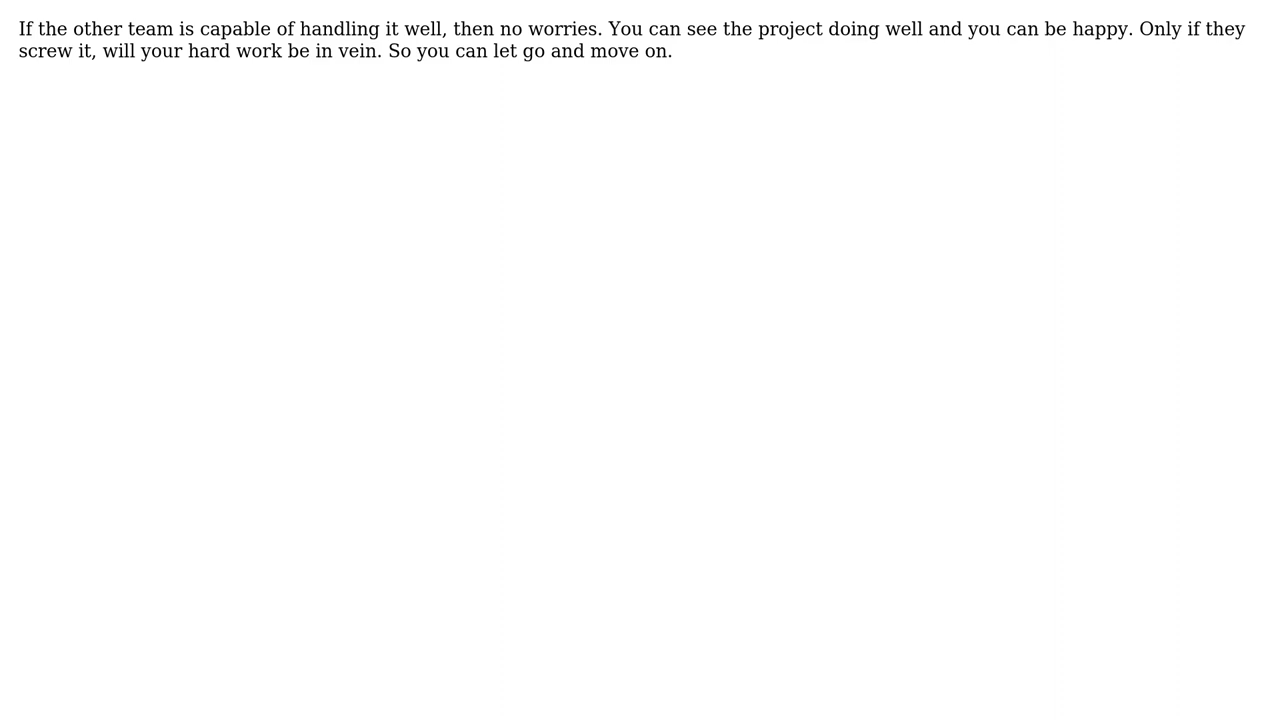 If the other team is capable of handling it well, then no worries. You can see the project doing well and you can be happy. Only if they
screw it, will your hard work be in vein. So you can let go and move on.